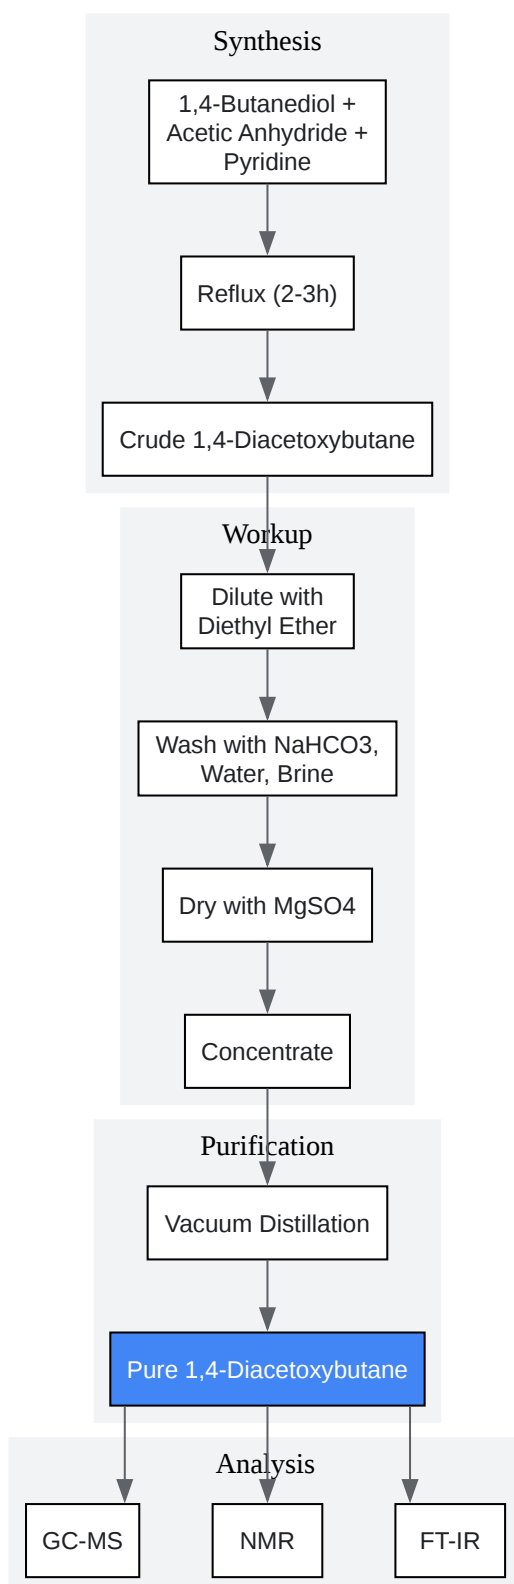 Synthesis
1,4-Butanediol +
Acetic Anhydride +
Pyridine
Reflux (2-3h)
Crude 1,4-Diacetoxybutane
Workup
Dilute with
Diethyl Ether
Wash with NaHCO3,
Water, Brine
Dry with MgSO4
Concentrate
Purification
Vacuum Distillation
Pure 1,4-Diacetoxybutane
Analysis
GC-MS
NMR
FT-IR